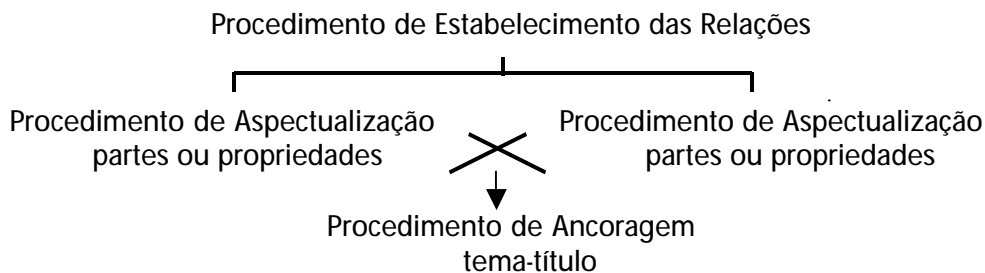 Procedimento de Estabelecimento das Relações
Procedimento de Aspectualização
partes ou propriedades
Procedimento de Aspectualização
partes ou propriedades
Procedimento de Ancoragem
tema-título